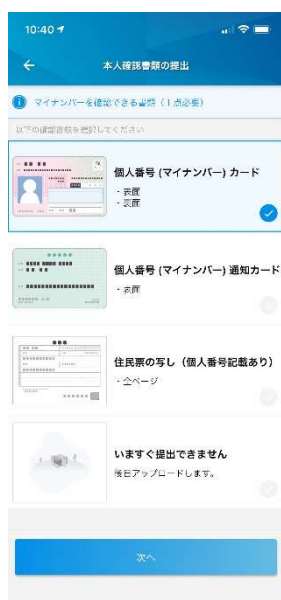 10:40
本人確認書類の提出
マイナンバーを確認できる書類（1点必要）
以下の確認書類を選択してください
個人番号 (マイナンバー) カード
・表面
・裏面
個人番号 (マイナンバー) 通知カード
・表面
住民票の写し（個人番号記載あり）
・全ページ
いますぐ提出できません
後日アップロードします。
次へ